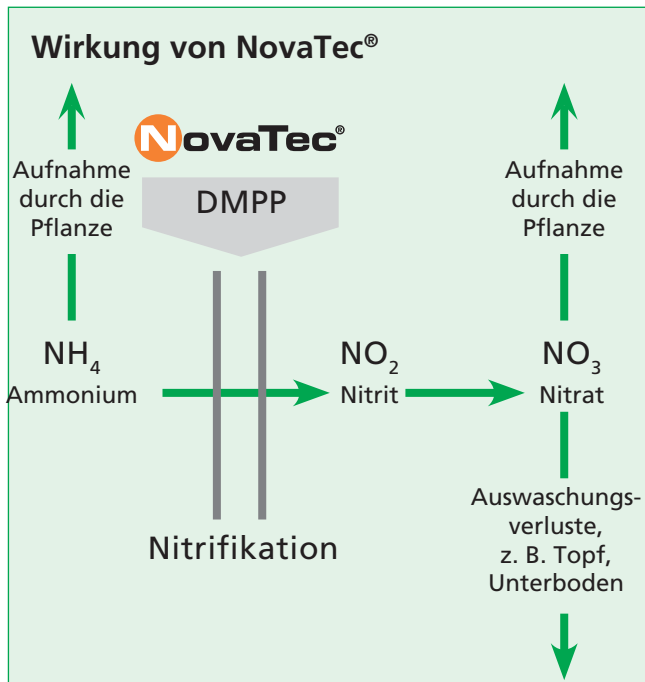 Wirkung von NovaTec®
NovaTec®
DMPP
Aufnahme
durch die
Pflanze
Aufnahme
durch die
Pflanze
NH₄
Ammonium
NO₂
Nitrit
NO₃
Nitrat
Nitrifikation
Auswaschungs-
verluste,
z. B. Topf,
Unterboden